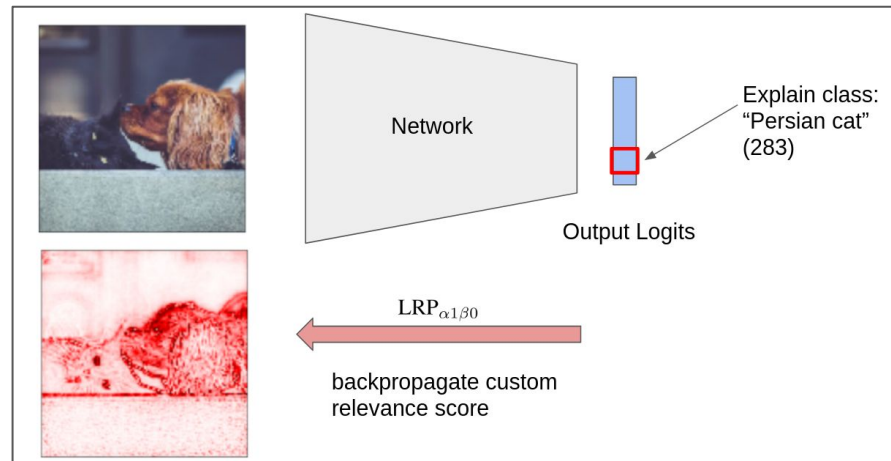 Network
Explain class:
“Persian cat”
(283)
Output Logits
LRPα1β0
backpropagate custom
relevance score